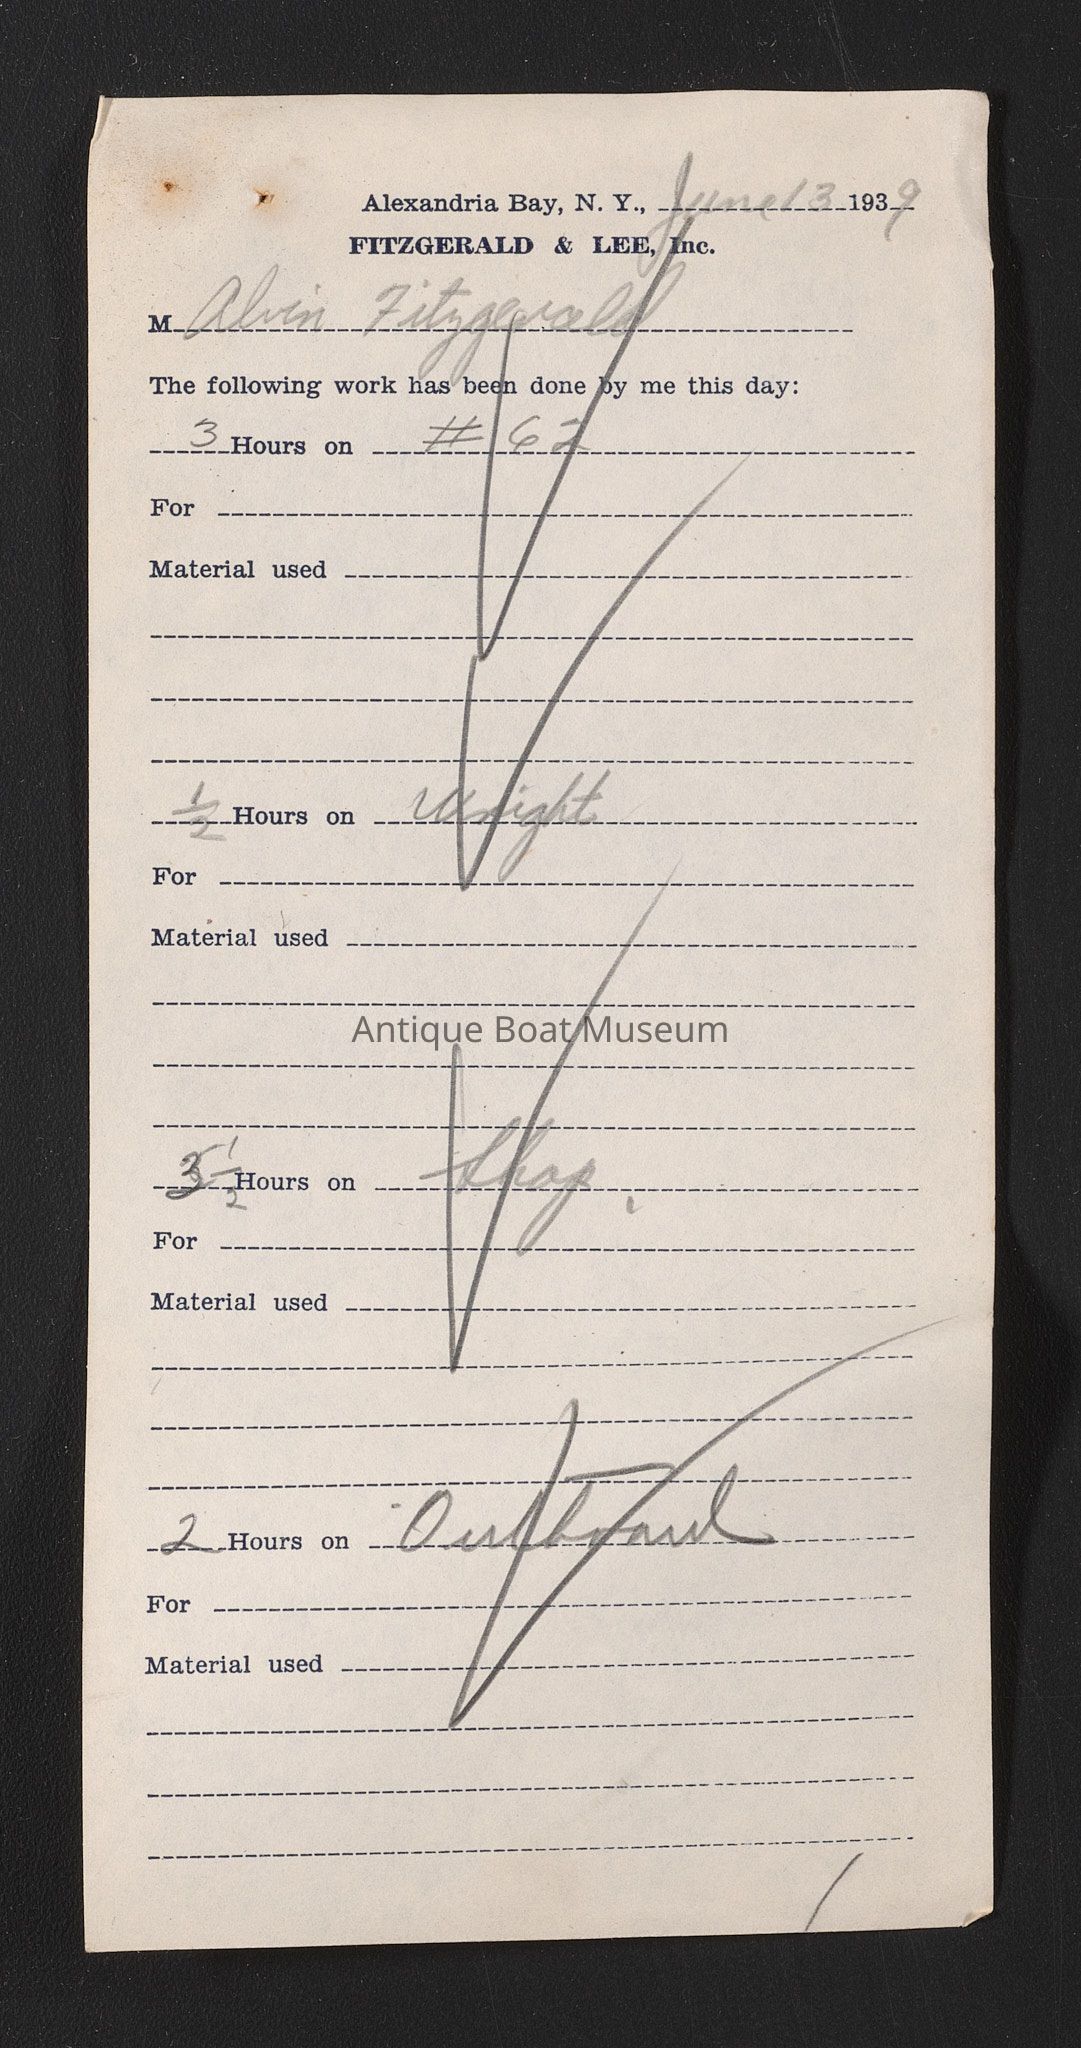 Alexandria Bay, N. Y., June 13 1939
FITZGERALD & LEE, Inc.
M Alvin Fitzgerald
The following work has been done by me this day:
3 Hours on # 62
For
Material used
1/2 Hours on Wright
For
Material used
Antique Boat Museum
3 1/2 Hours on Shop
For
Material used
2 Hours on Outboard
For
Material used